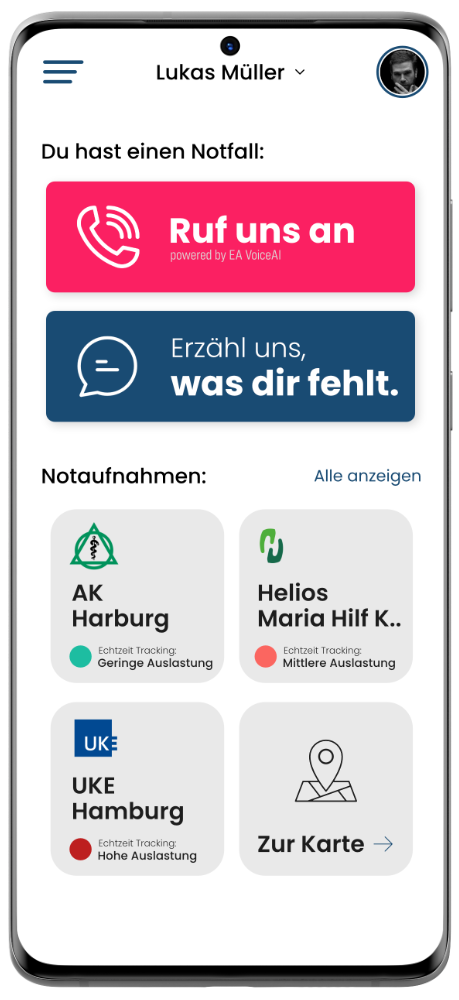 Lukas Müller
Du hast einen Notfall:
Ruf uns an
powered by EA VoiceAI
Erzähl uns,
was dir fehlt.
Notaufnahmen:
Alle anzeigen
AK
Harburg
Echtzeit Tracking:
Geringe Auslastung
Helios
Maria Hilf K..
Echtzeit Tracking:
Mittlere Auslastung
UKE
UKE
Hamburg
Echtzeit Tracking:
Hohe Auslastung
Zur Karte